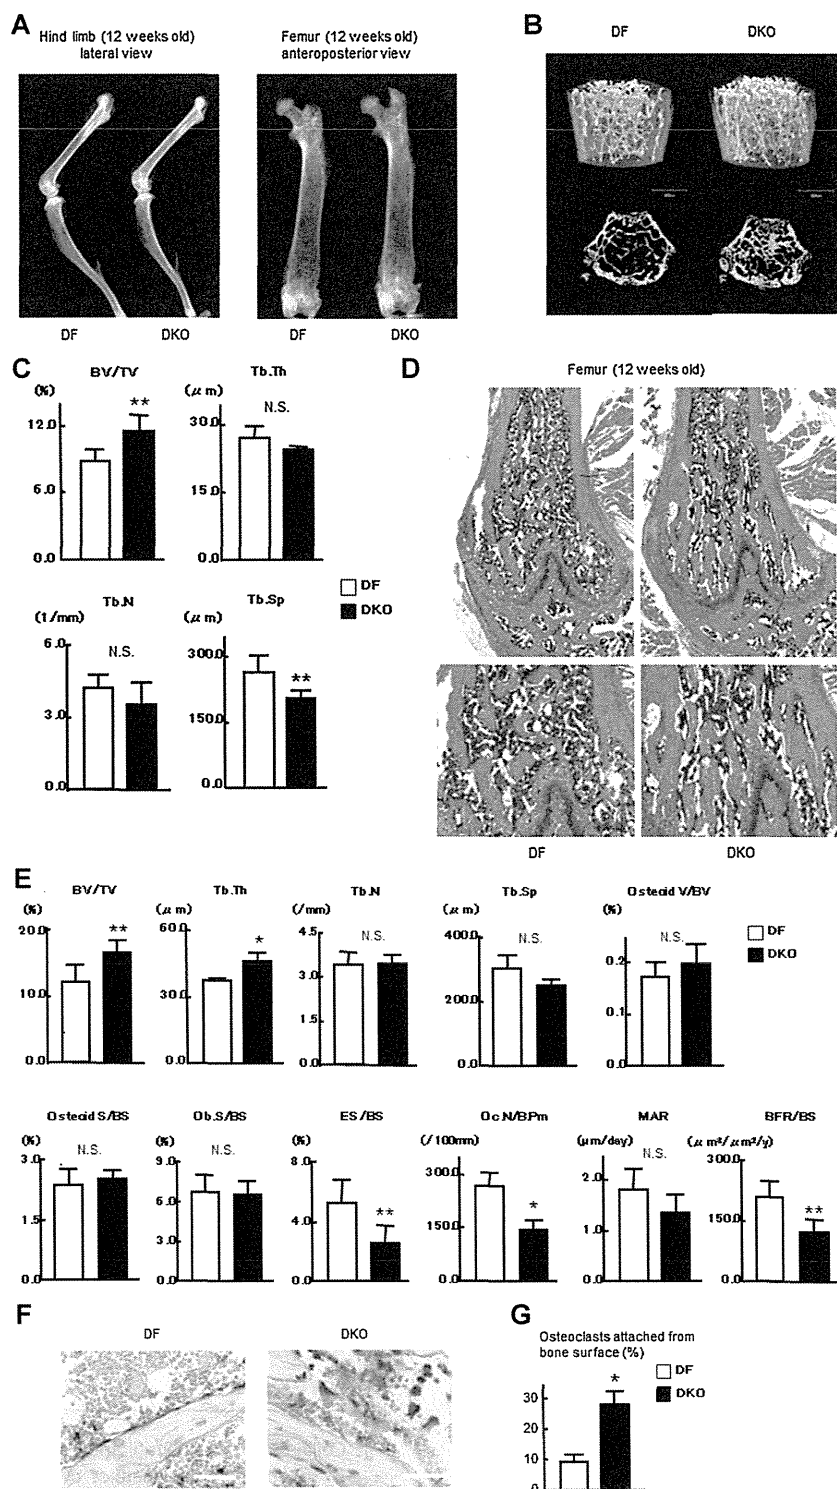 A
Hind limb (12 weeks old)
lateral view
Femur (12 weeks old)
anteroposterior view
DF
DKO
DF
DKO
B
DF
DKO
C
BV/TV
(%)
**
12.0
6.0
0.0
Tb.Th
(μm)
N.S.
30.0
15.0
0.0
Tb.N
(1/mm)
N.S.
6.0
3.0
0.0
Tb.Sp
(μm)
**
300.0
150.0
0.0
DF
DKO
D
Femur (12 weeks old)
DF
DKO
E
BV/TV
(%)
**
20.0
10.0
0.0
Tb.Th
(μm)
*
60.0
30.0
0.0
Tb.N
(/mm)
N.S.
4.5
3.0
1.5
0.0
Tb.Sp
(μm)
N.S.
400.0
200.0
0.0
Osteoid V/BV
(%)
N.S.
0.2
0.1
0.0
DF
DKO
Osteoid S/BS
(%)
N.S.
3.0
1.5
0.0
Ob.S/BS
(%)
N.S.
9.0
6.0
3.0
0.0
ES/BS
(%)
**
8.0
4.0
0.0
Oc.N/B.Pm
(/100mm)
*
300.0
150.0
0.0
MAR
(μm/day)
N.S.
2.0
1.0
0.0
BFR/BS
(μm³/μm²/y)
**
300.0
150.0
0.0
F
DF
DKO
G
Osteoclasts attached from
bone surface (%)
*
30
20
10
0
DF
DKO